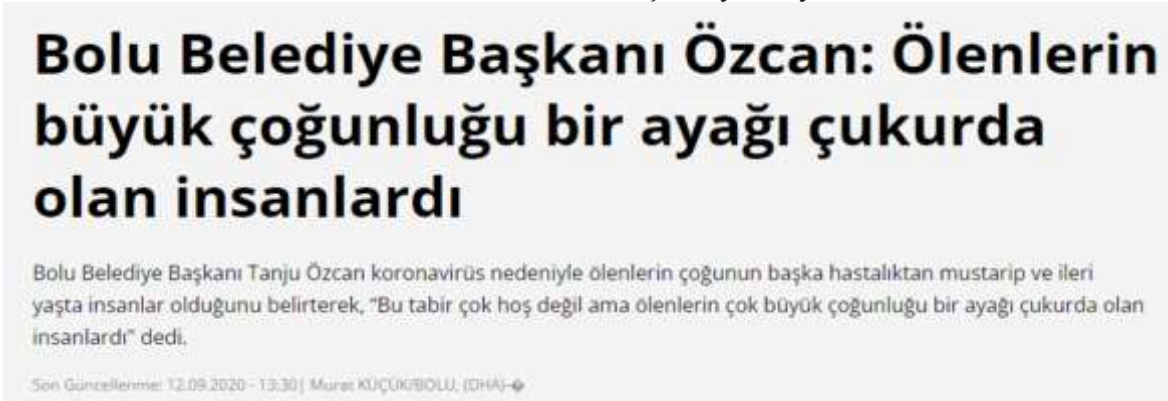 Bolu Belediye Başkanı Özcan: Ölenlerin
büyük çoğunluğu bir ayağı çukurda
olan insanlardı
Bolu Belediye Başkanı Tanju Özcan koronavirüs nedeniyle ölenlerin çoğunun başka hastalıktan mustarip ve ileri
yaşta insanlar olduğunu belirterek, "Bu tabir çok hoş değil ama ölenlerin çok büyük çoğunluğu bir ayağı çukurda olan
insanlardı" dedi.
Son Güncellenme: 12.09.2020 - 13:30| Murat KÜÇÜK/BOLU, (DHA)-�